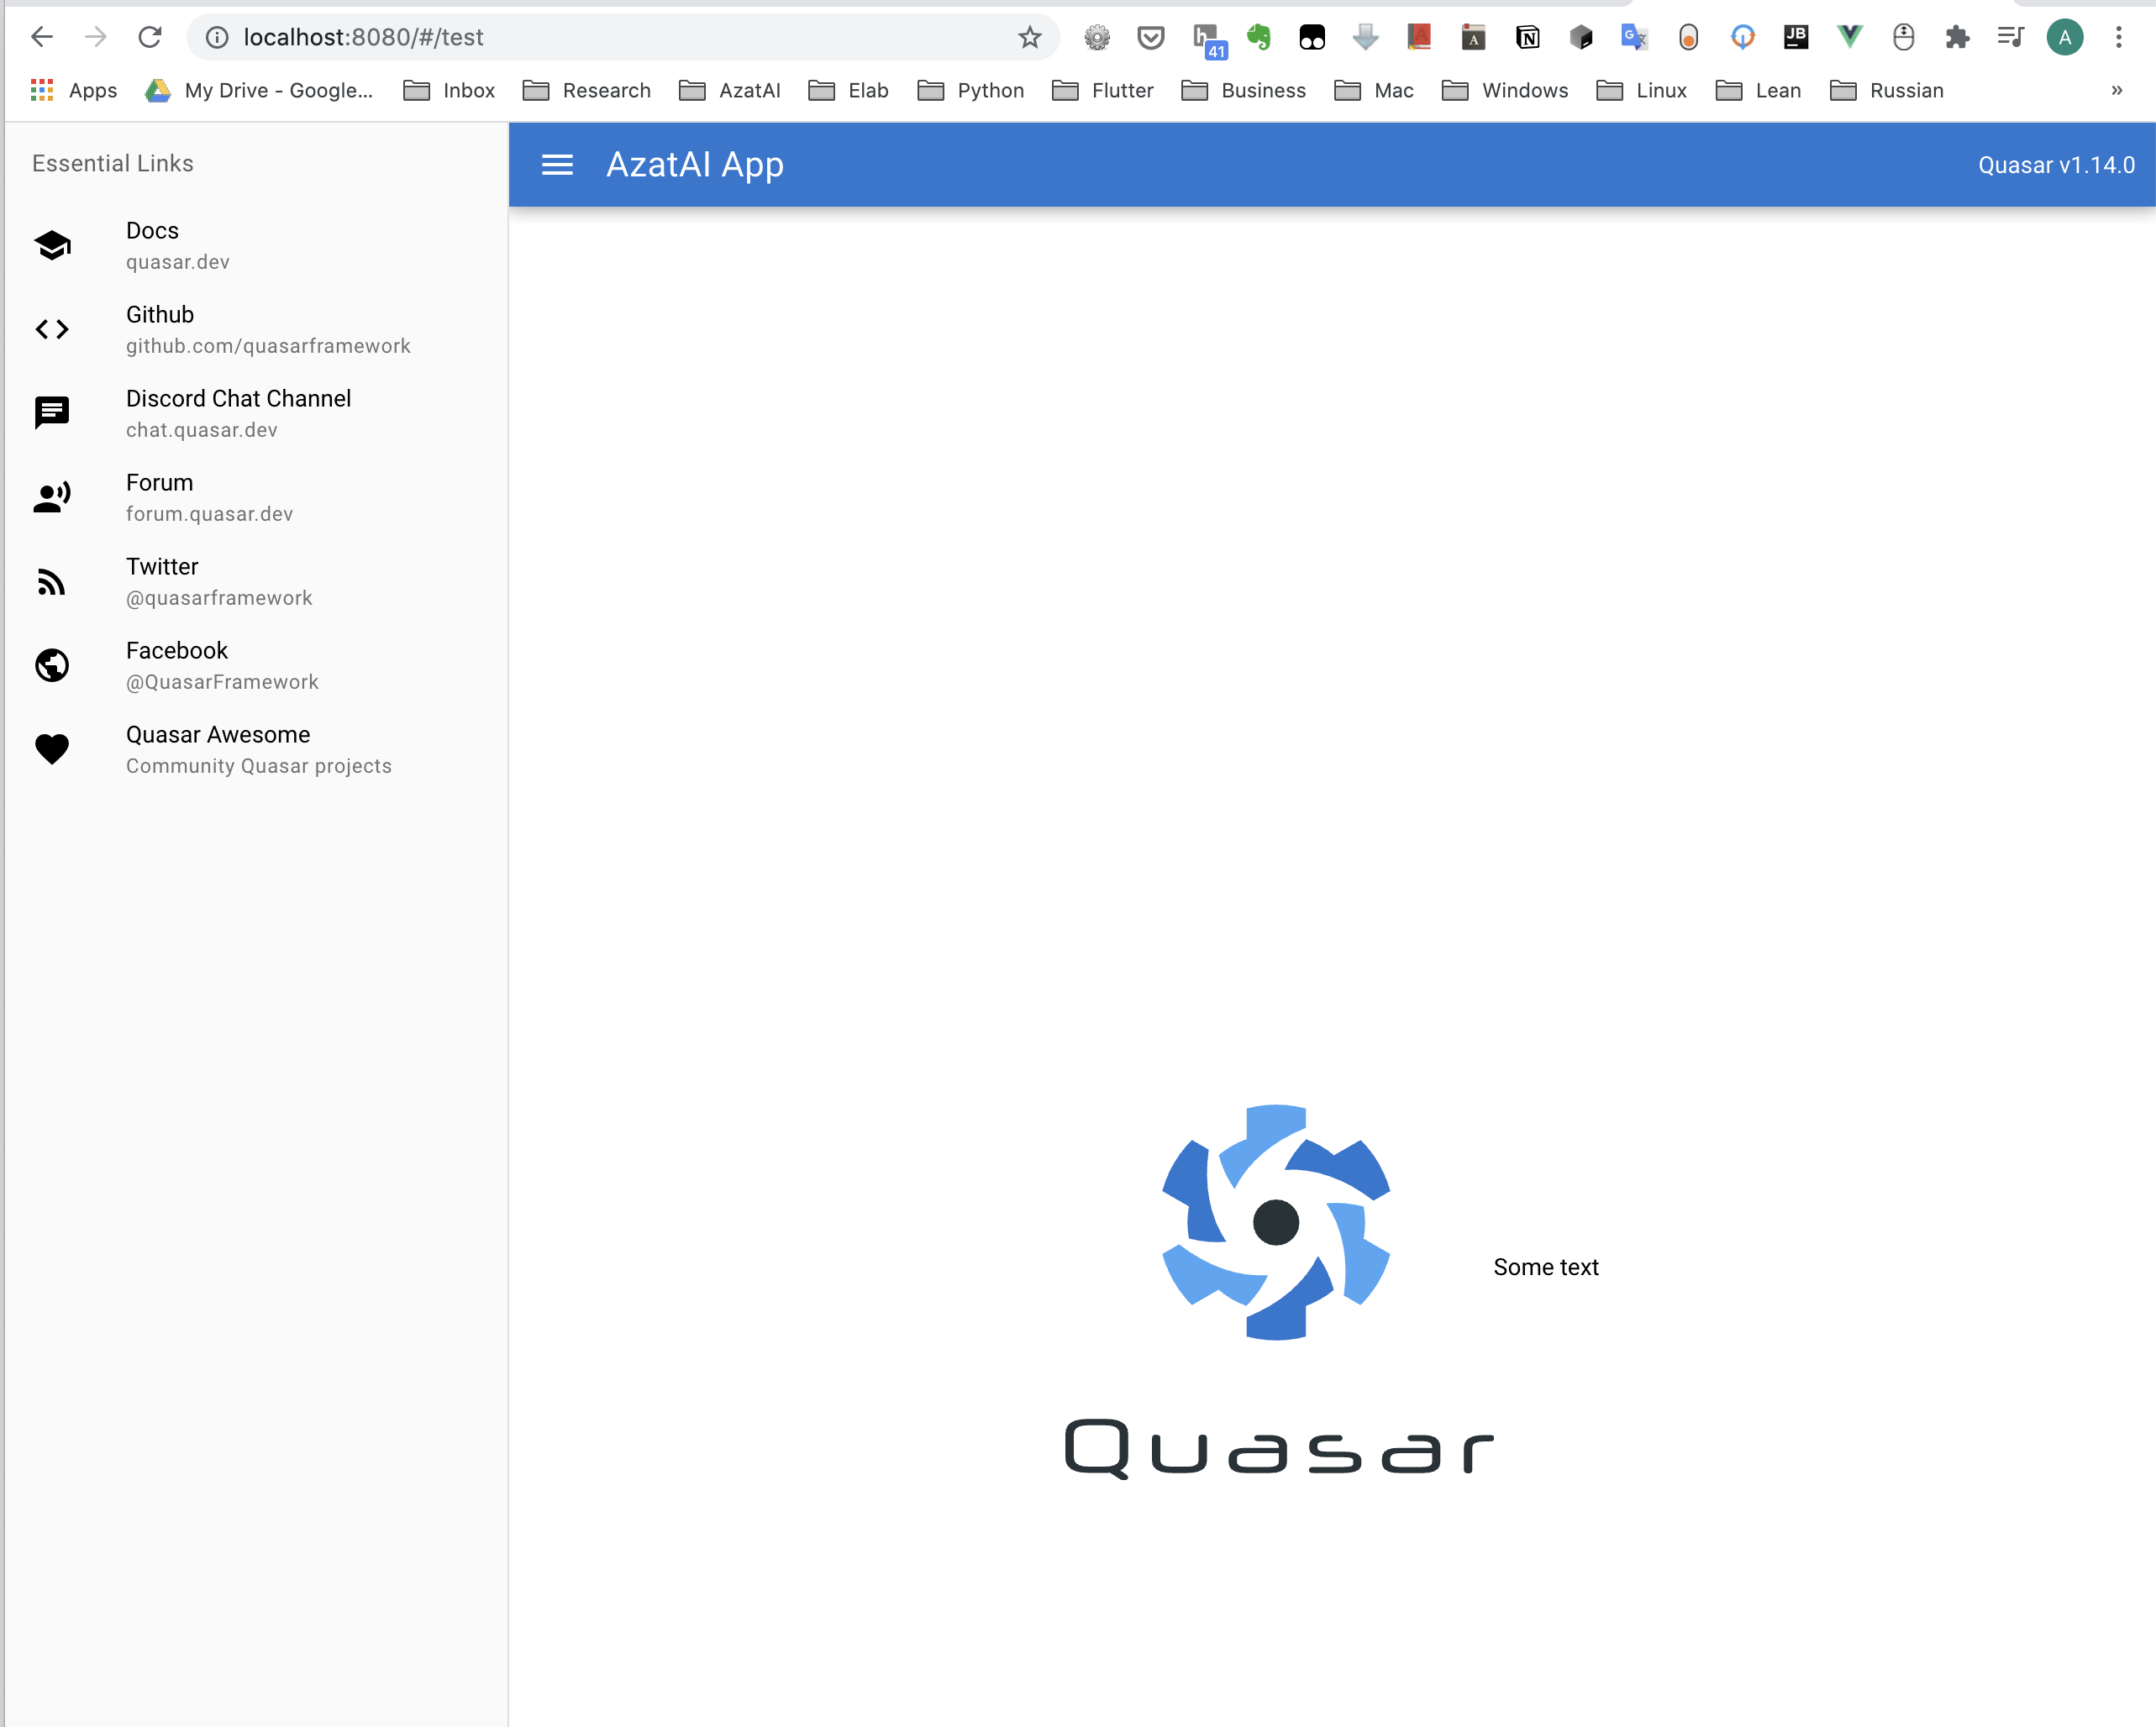 localhost:8080/#/test
41
JB
A
Apps
My Drive - Google...
Inbox
Research
AzatAI
Elab
Python
Flutter
Business
Mac
Windows
Linux
Lean
Russian
»
Essential Links
AzatAI App
Quasar v1.14.0
Docs
quasar.dev
Github
github.com/quasarframework
Discord Chat Channel
chat.quasar.dev
Forum
forum.quasar.dev
Twitter
@quasarframework
Facebook
@QuasarFramework
Quasar Awesome
Community Quasar projects
Some text
Quasar